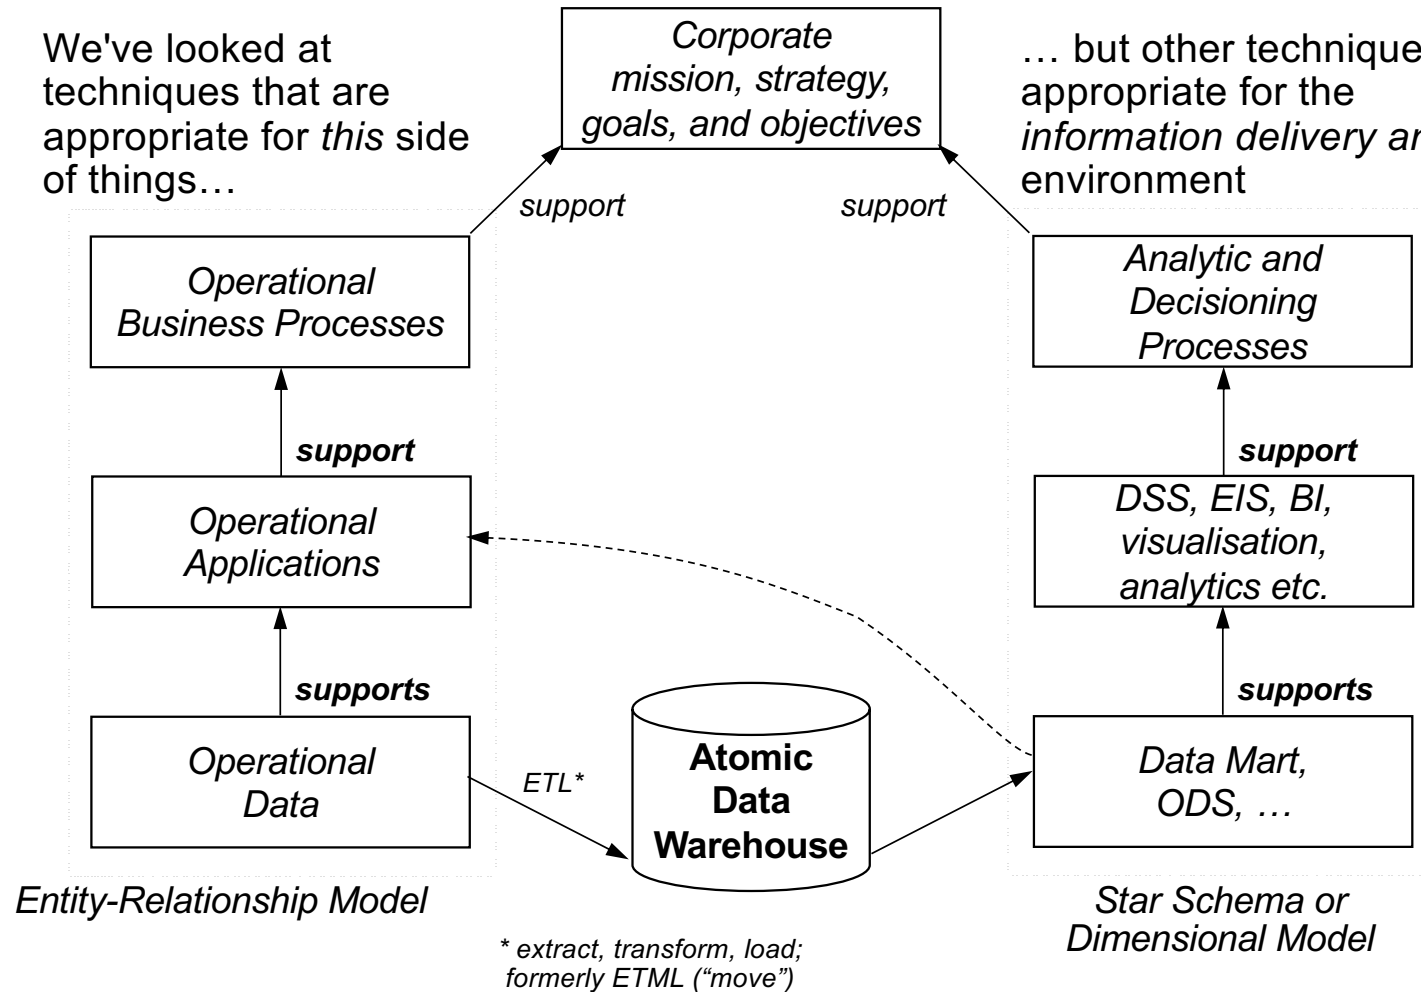 We've looked at
techniques that are
appropriate for this side
of things…
Corporate
mission, strategy,
goals, and objectives
… but other technique
appropriate for the
information delivery
environment
support
support
Operational
Business Processes
Analytic and
Decisioning
Processes
support
support
Operational
Applications
DSS, EIS, BI,
visualisation,
analytics etc.
supports
supports
Operational
Data
ETL*
Atomic
Data
Warehouse
Data Mart,
ODS, …
Entity-Relationship Model
Star Schema or
Dimensional Model
* extract, transform, load;
formerly ETML (“move”)